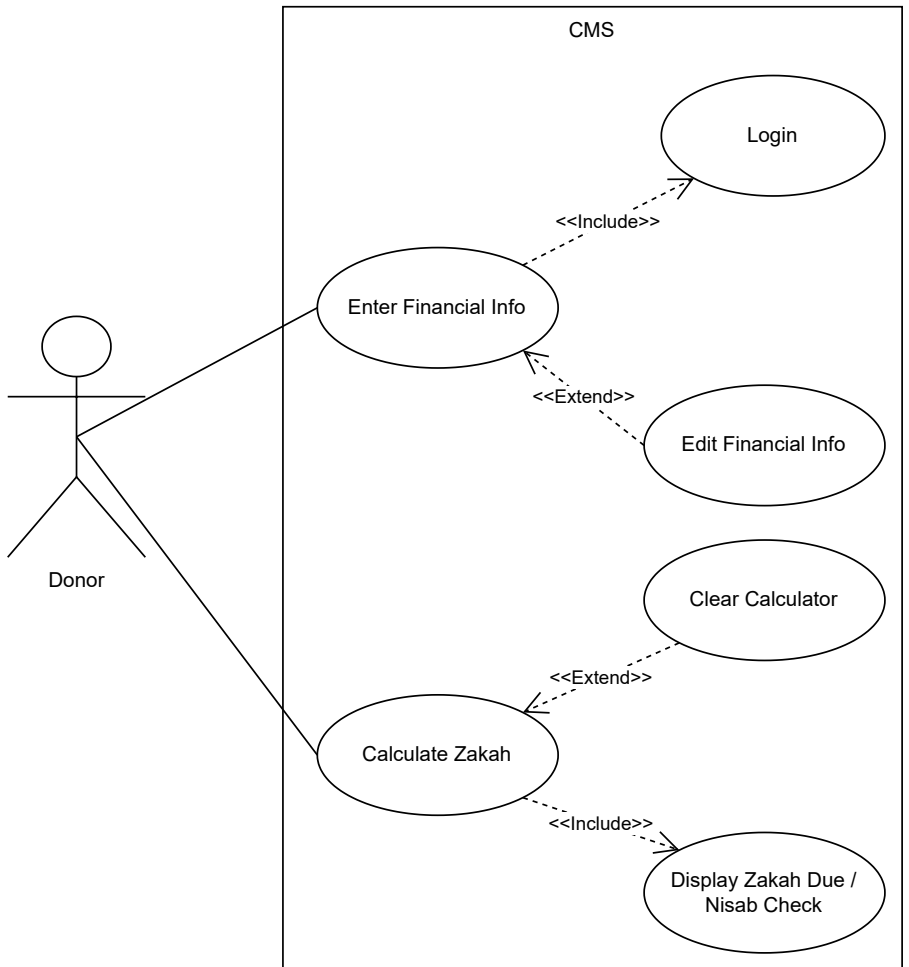 CMS
Login
<<Include>>
Enter Financial Info
<<Extend>>
Edit Financial Info
Donor
Clear Calculator
<<Extend>>
Calculate Zakah
<<Include>>
Display Zakah Due /
Nisab Check